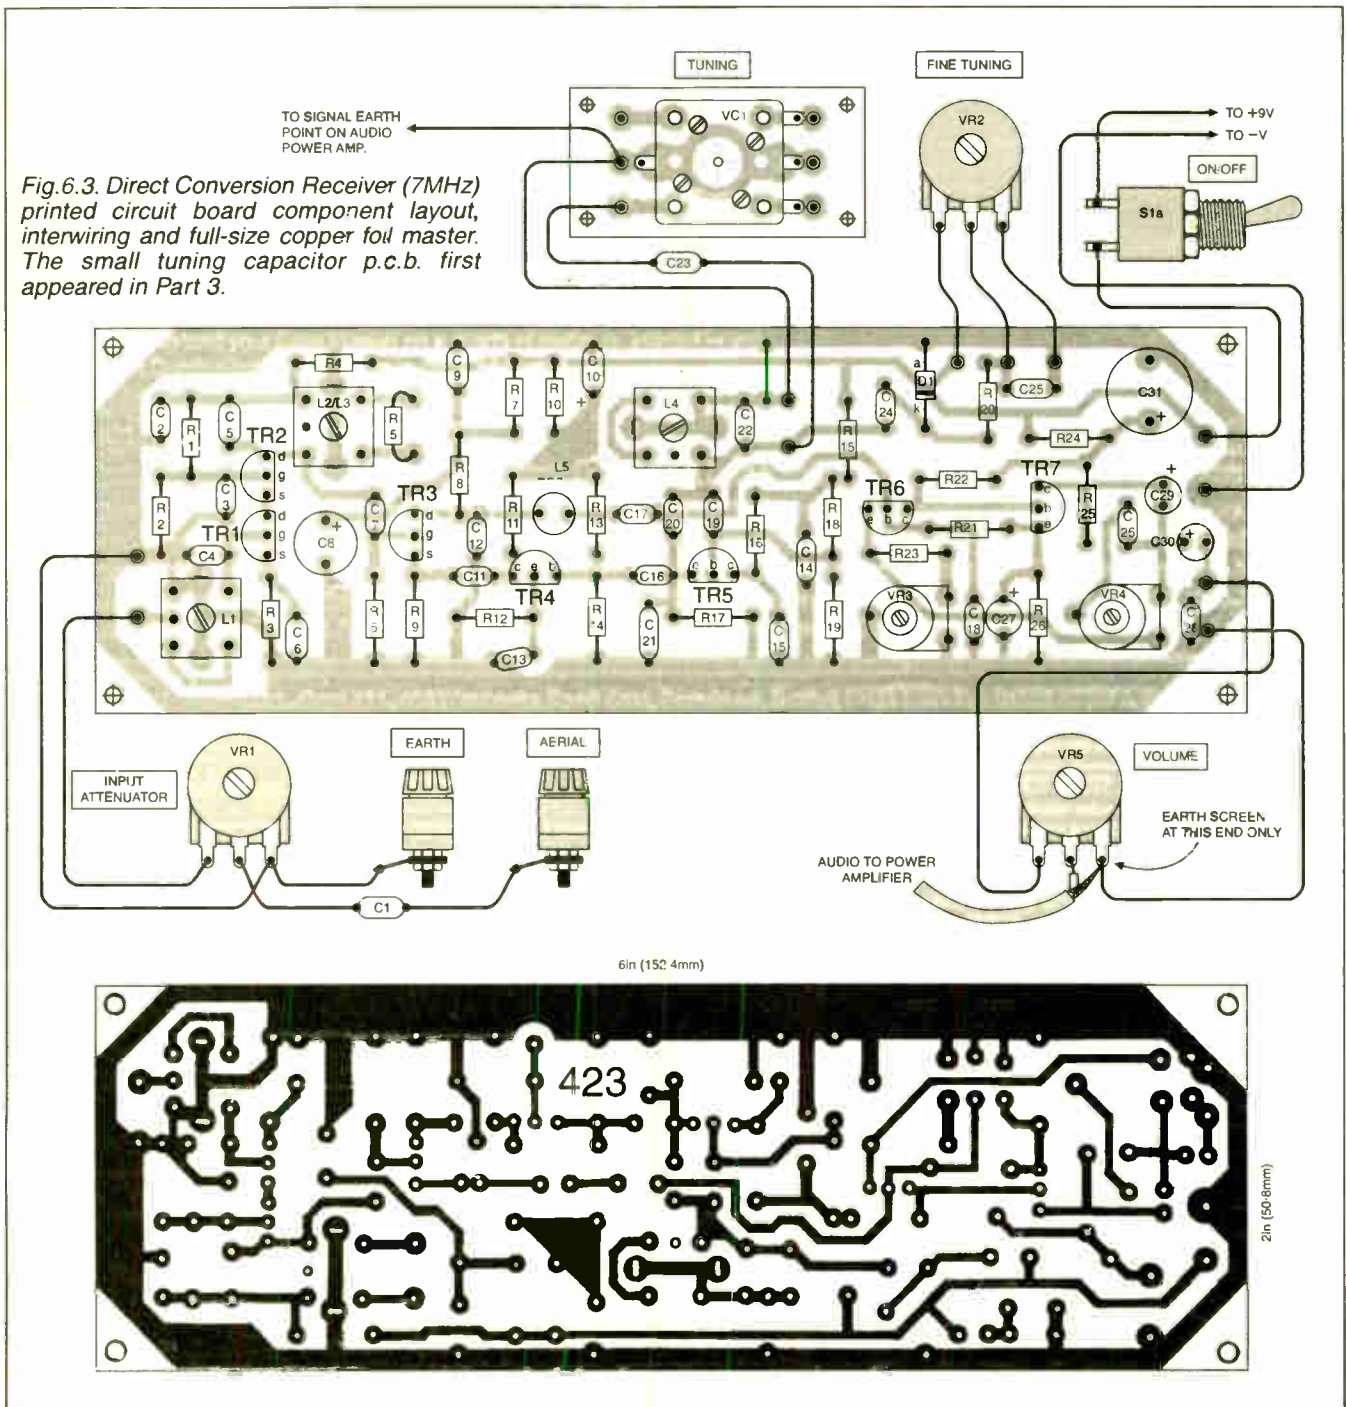 TUNING
FINE TUNING
TO SIGNAL EARTH
POINT ON AUDIO
POWER AMP.
VC1
VR2
TO +9V
TO −V
ON/OFF
S1a
Fig.6.3. Direct Conversion Receiver (7MHz)
printed circuit board component layout,
interwiring and full-size copper foil master.
The small tuning capacitor p.c.b. first
appeared in Part 3.
C23
R4
C9
R7
R10
C10
+
a
D1
k
R20
C25
C31
+
C2
R1
C5
L2/L3
R5
L4
C22
R15
C24
R24
TR2
d
g
s
R8
L5
R22
TR7
c
b
e
R25
C29
+
R2
C3
TR1
d
g
s
C8
+
C7
TR3
d
g
s
C12
R11
R13
C17
C20
C19
R16
R18
TR6
e b c
R21
C26
C30
+
C4
C11
c e b
TR4
C16
e b c
TR5
C14
R23
L1
R3
C6
R6
R9
R12
C13
R14
C21
R17
C15
R19
VR3
C18
C27
+
R26
VR4
C28
VR1
INPUT
ATTENUATOR
EARTH
AERIAL
C1
VR5
VOLUME
EARTH SCREEN
AT THIS END ONLY
AUDIO TO POWER
AMPLIFIER
6in (152·4mm)
423
2in (50·8mm)